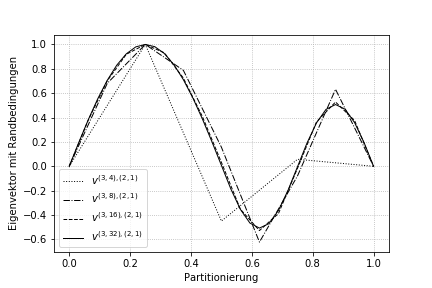 1.0
0.8
0.6
0.4
0.2
0.0
−0.2
−0.4
−0.6
Eigenvektor mit Randbedingungen
v^(3,4),(2,1)
v^(3,8),(2,1)
v^(3,16),(2,1)
v^(3,32),(2,1)
0.0 0.2 0.4 0.6 0.8 1.0
Partitionierung